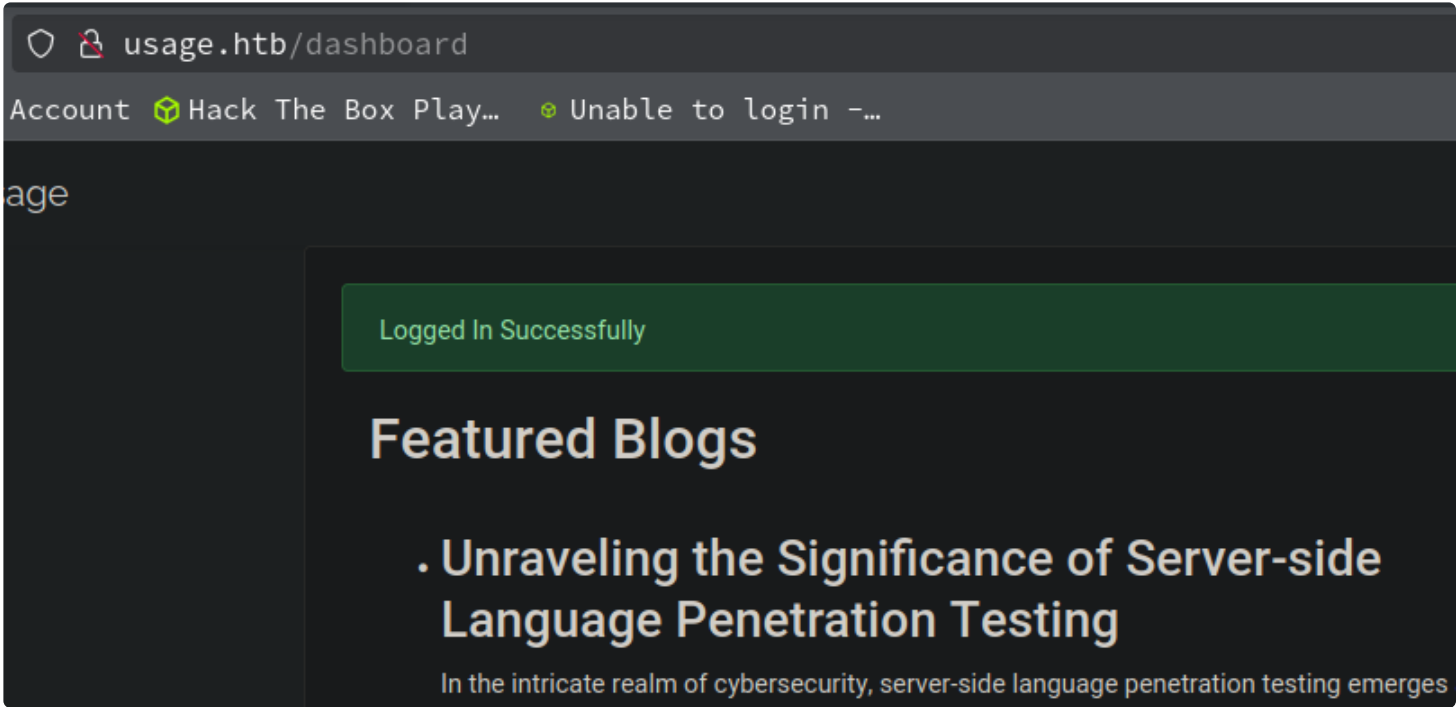 usage.htb/dashboard
Account Hack The Box Play… Unable to login –…
sage
Logged In Successfully
Featured Blogs
Unraveling the Significance of Server-side
Language Penetration Testing
In the intricate realm of cybersecurity, server-side language penetration testing emerges